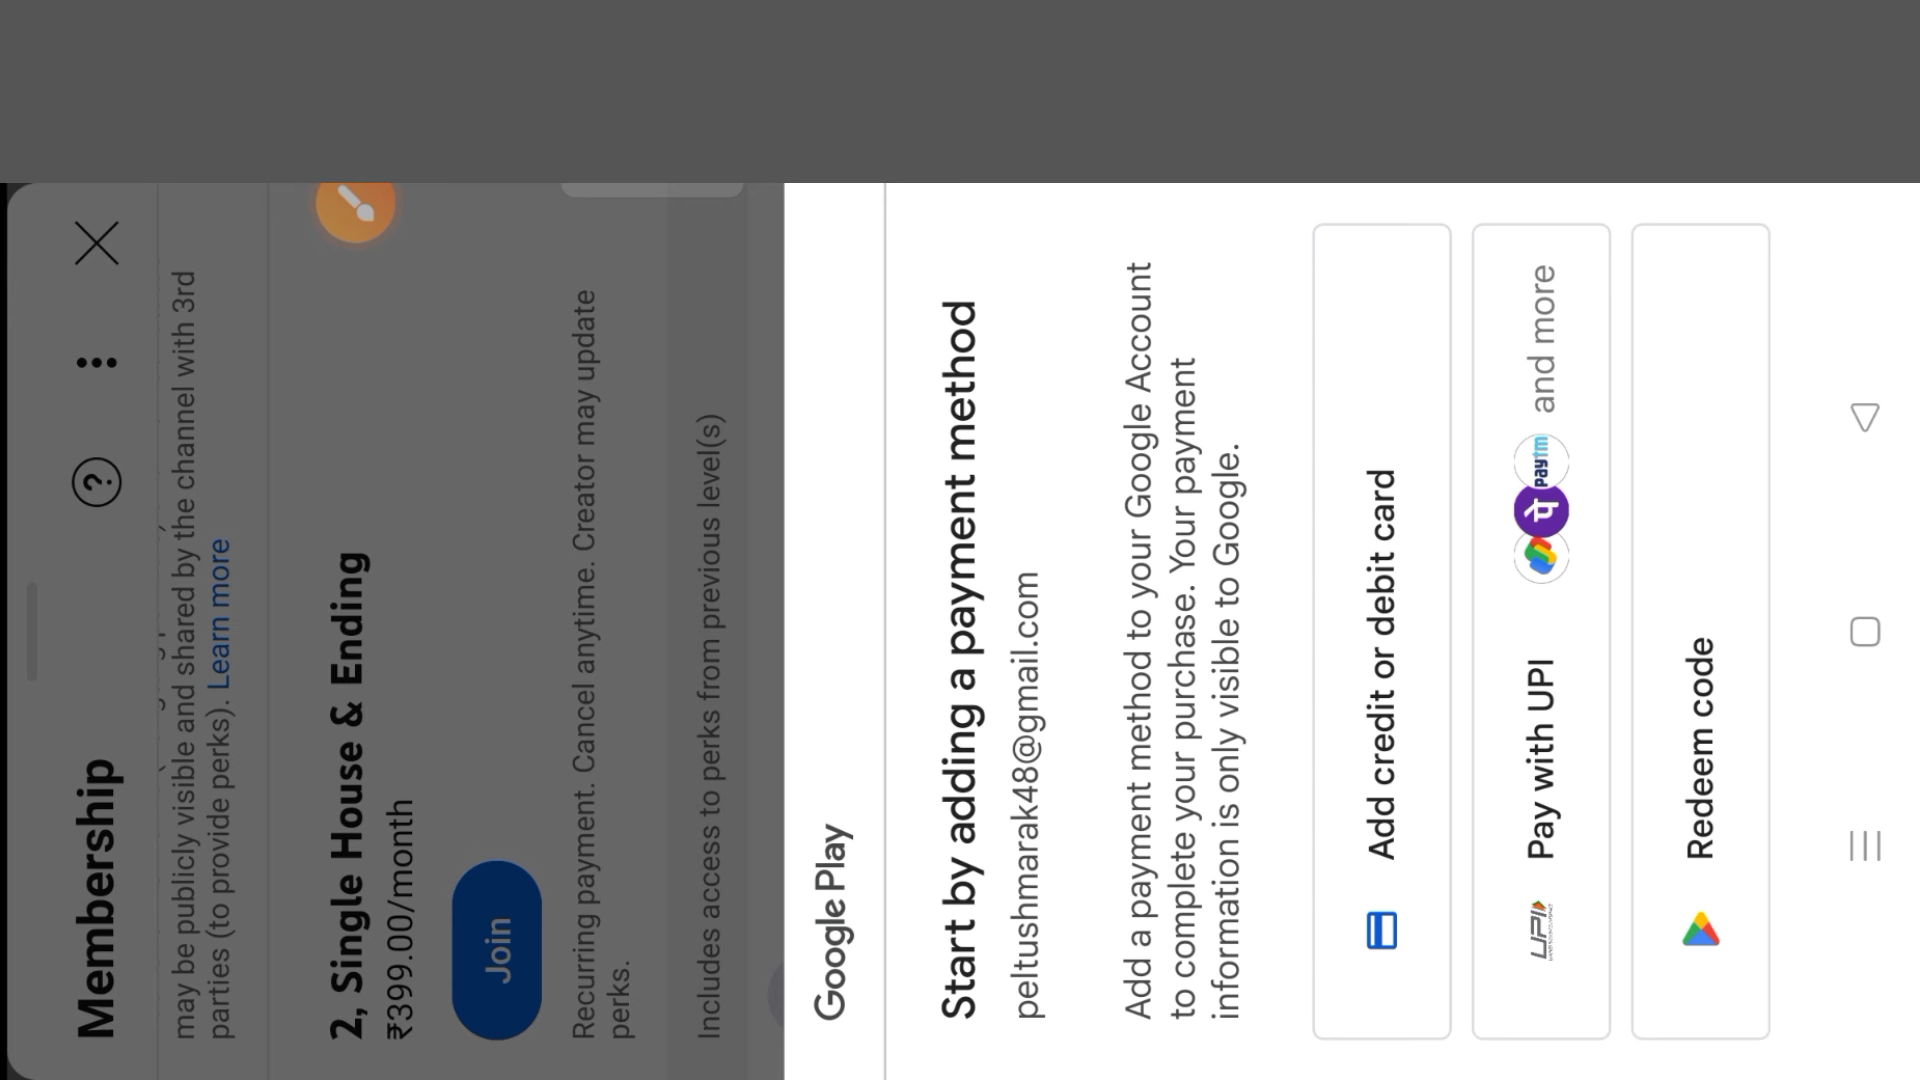 Membership
may be publicly visible and shared by the channel with 3rd
parties (to provide perks). Learn more
2, Single House & Ending
₹399.00/month
Join
Recurring payment. Cancel anytime. Creator may update
perks.
Includes access to perks from previous level(s)
Google Play
Start by adding a payment method
peltushmarak48@gmail.com
Add a payment method to your Google Account
to complete your purchase. Your payment
information is only visible to Google.
Add credit or debit card
UPI Pay with UPI पे paytm and more
Redeem code